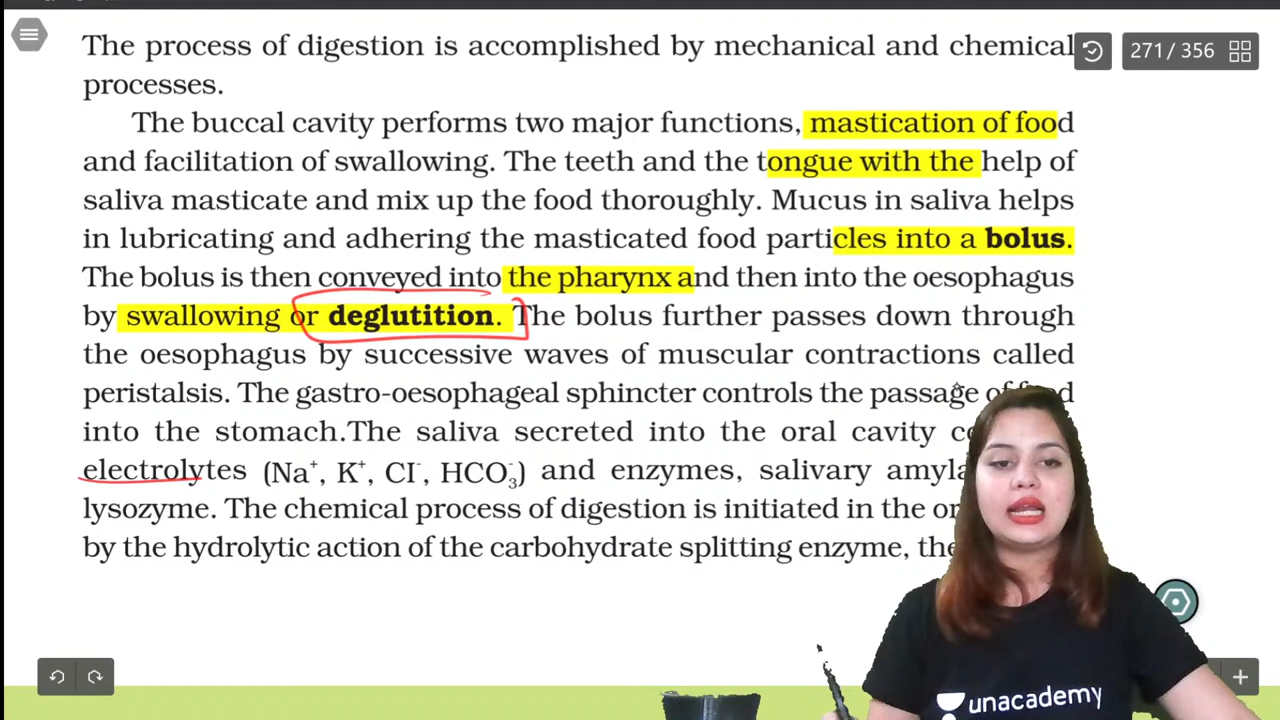 The process of digestion is accomplished by mechanical and chemical
271 / 356
processes.
The buccal cavity performs two major functions, mastication of food
and facilitation of swallowing. The teeth and the tongue with the help of
saliva masticate and mix up the food thoroughly. Mucus in saliva helps
in lubricating and adhering the masticated food particles into a bolus.
The bolus is then conveyed into the pharynx and then into the oesophagus
by swallowing or deglutition. The bolus further passes down through
the oesophagus by successive waves of muscular contractions called
peristalsis. The gastro-oesophageal sphincter controls the passage of
into the stomach.The saliva secreted into the oral cavity
electrolytes (Na⁺, K⁺, Cl⁻, HCO₃⁻) and enzymes, salivary
lysozyme. The chemical process of digestion is initiated in the
by the hydrolytic action of the carbohydrate splitting enzyme,
unacademy